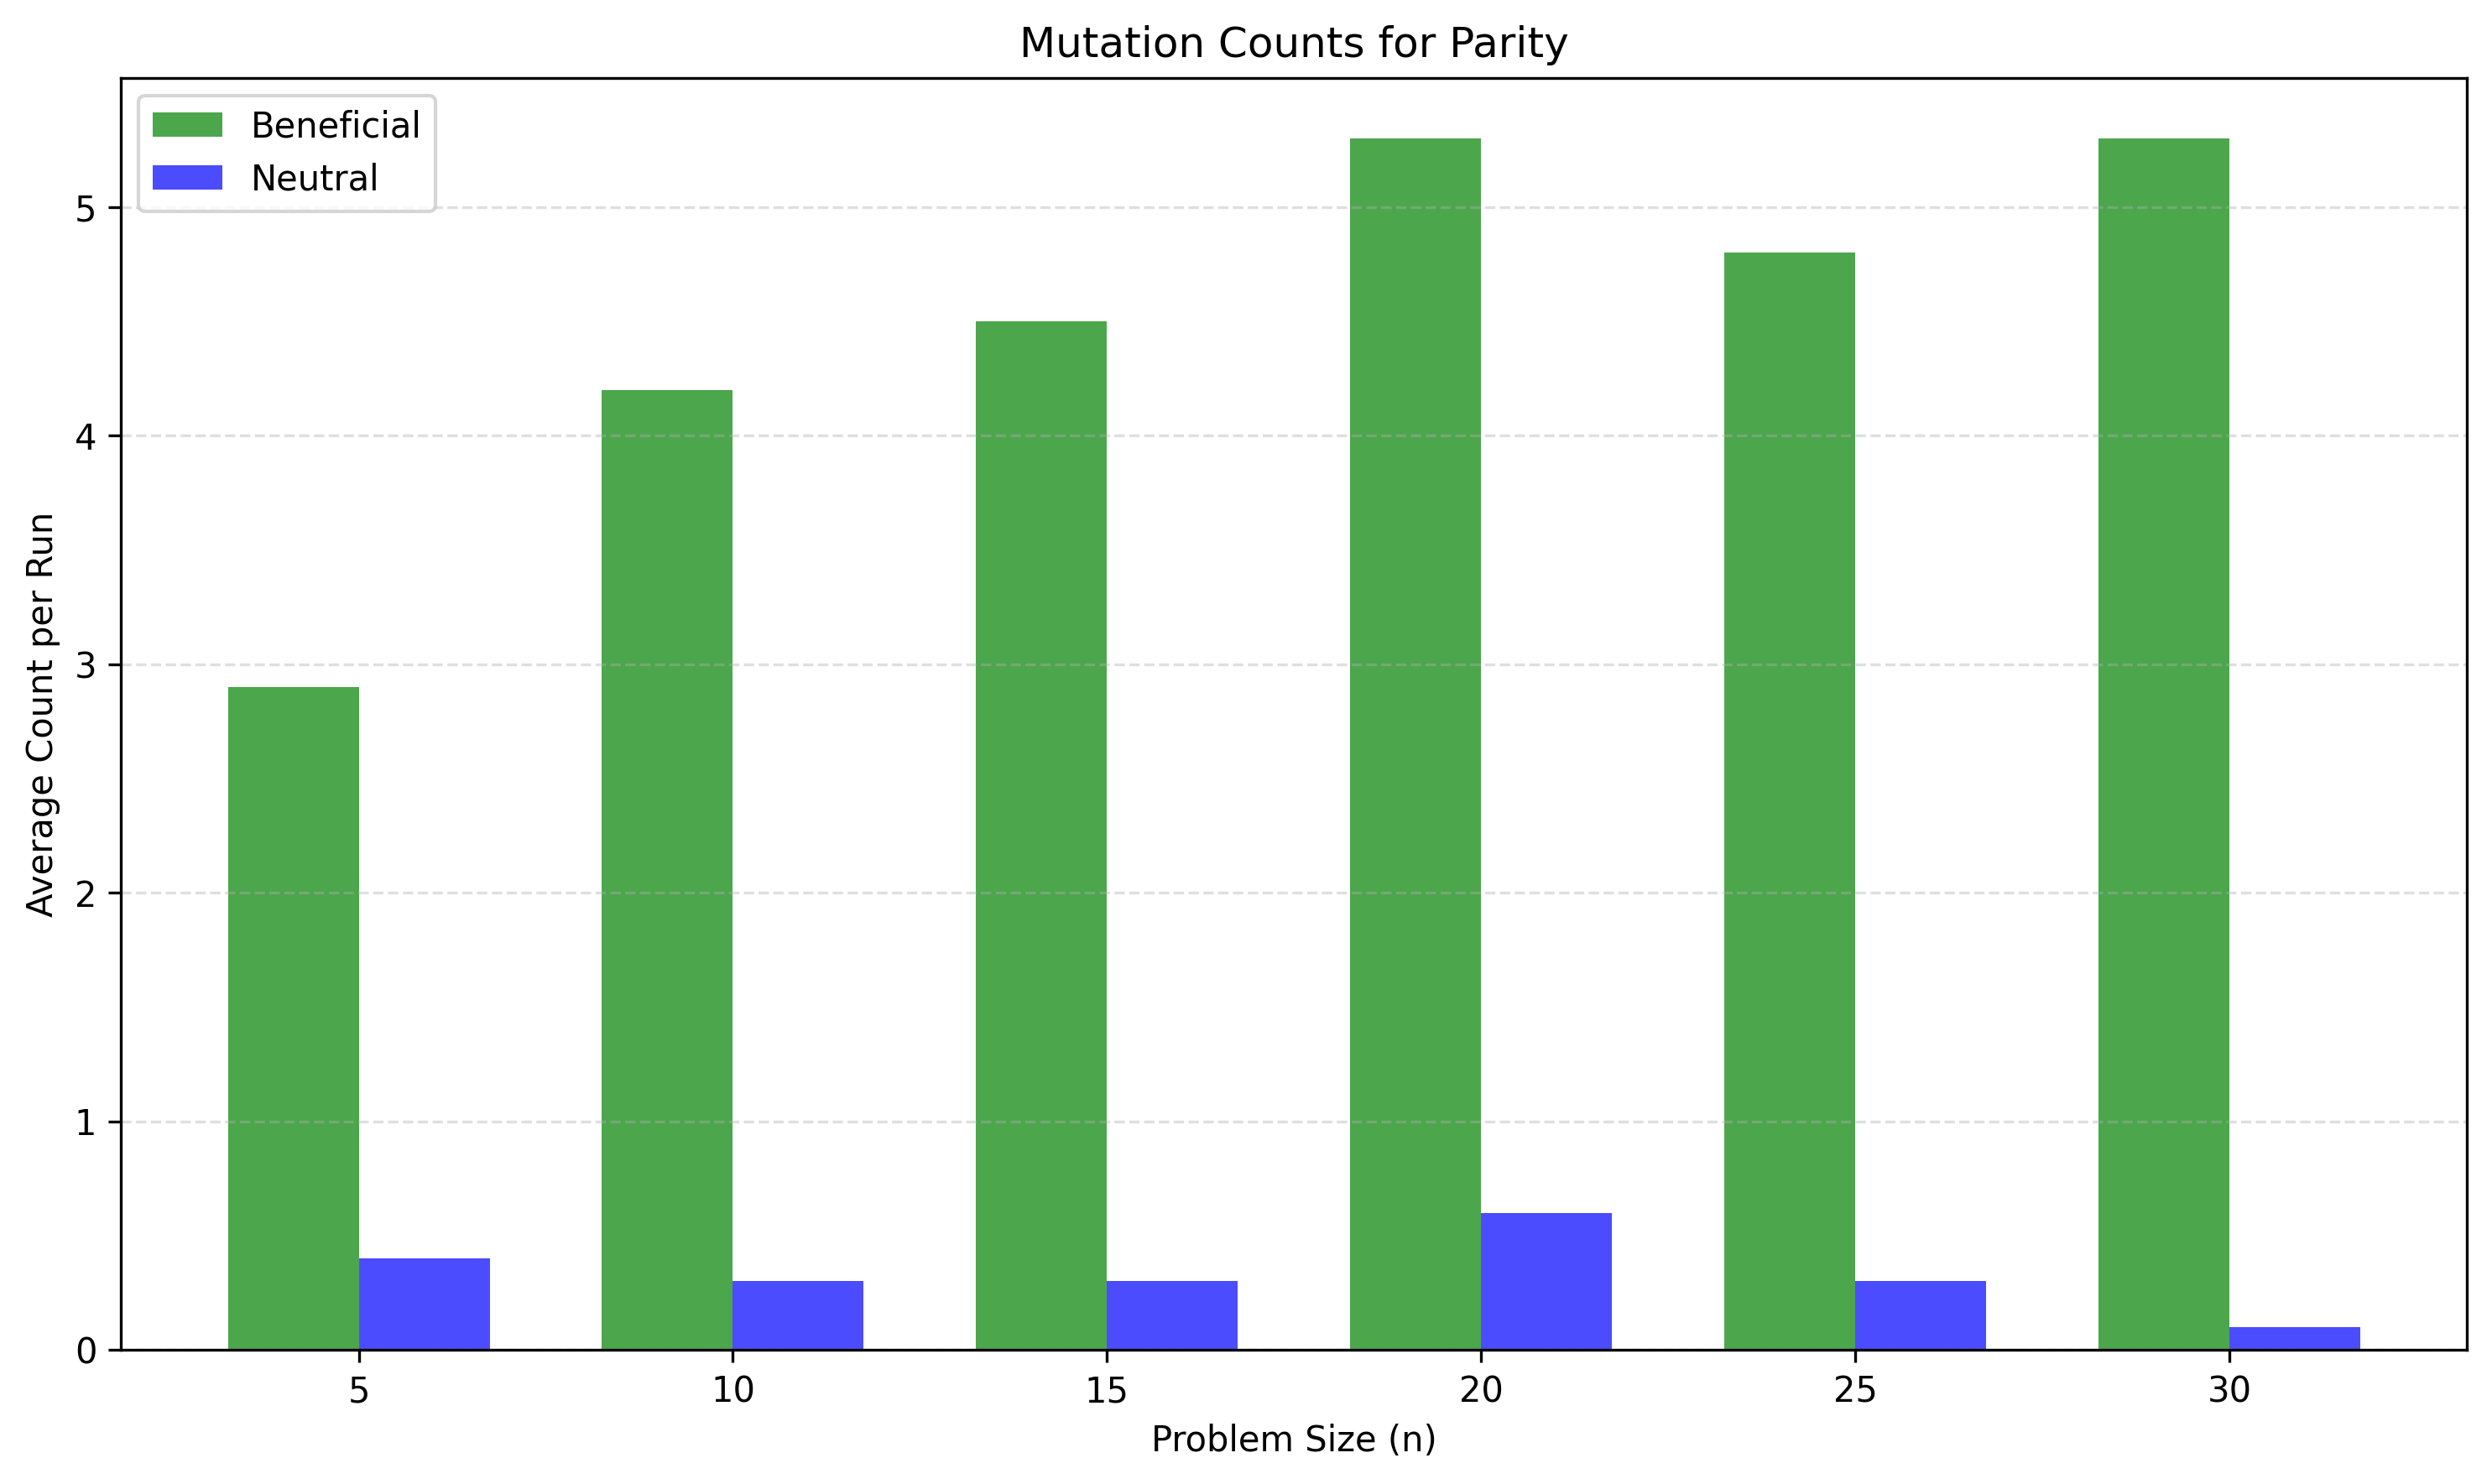 Mutation Counts for Parity
Beneficial
Neutral
Average Count per Run
5
4
3
2
1
0
5 10 15 20 25 30
Problem Size (n)